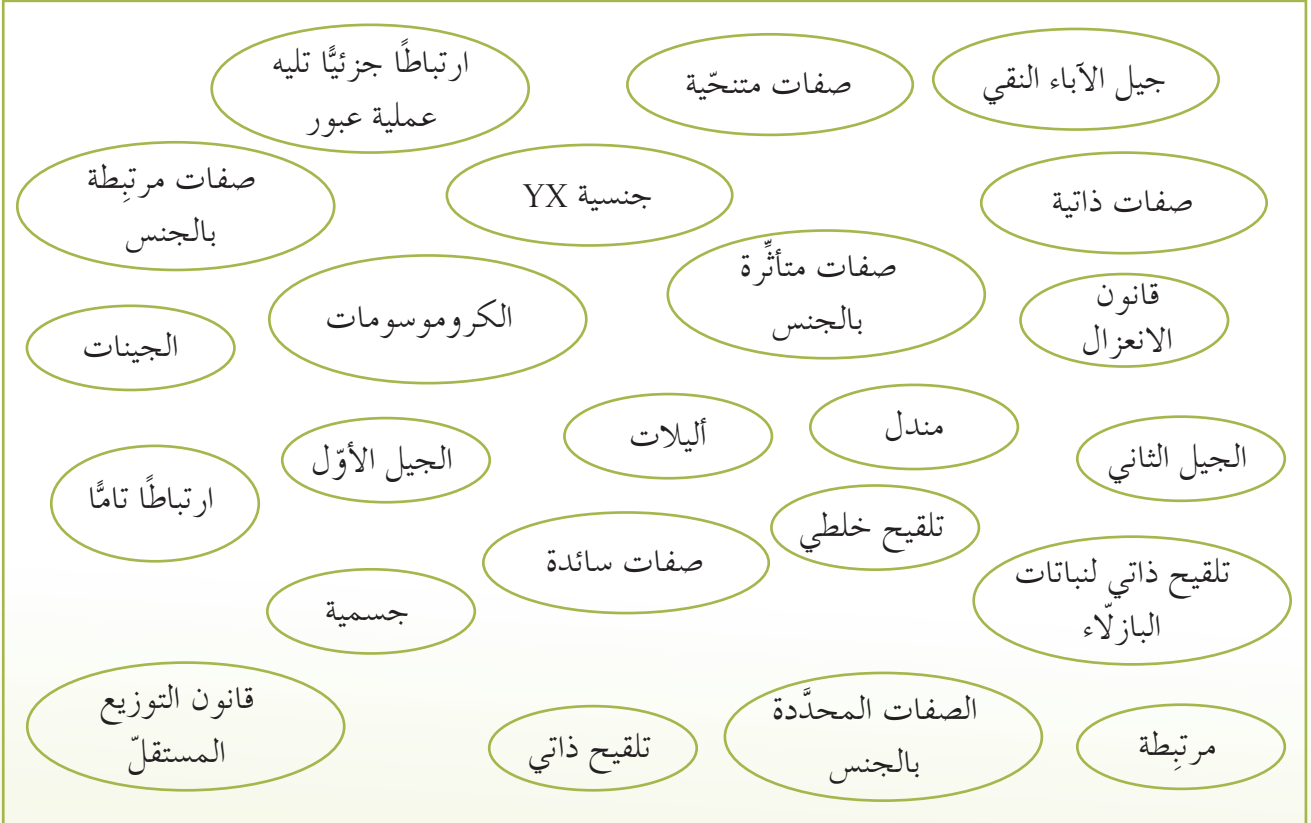 جيل الآباء النقي
صفات متنحّية
ارتباطًا جزئيًّا تليه
عملية عبور
صفات ذاتية
جنسية YX
صفات مرتبِطة
بالجنس
صفات متأثِّرة
بالجنس
قانون
الانعزال
الكروموسومات
الجينات
مندل
أليلات
الجيل الثاني
الجيل الأوّل
ارتباطًا تامًّا
تلقيح خلطي
صفات سائدة
تلقيح ذاتي لنباتات
البازلّاء
جسمية
قانون التوزيع
المستقلّ
الصفات المحدَّدة
بالجنس
تلقيح ذاتي
مرتبِطة